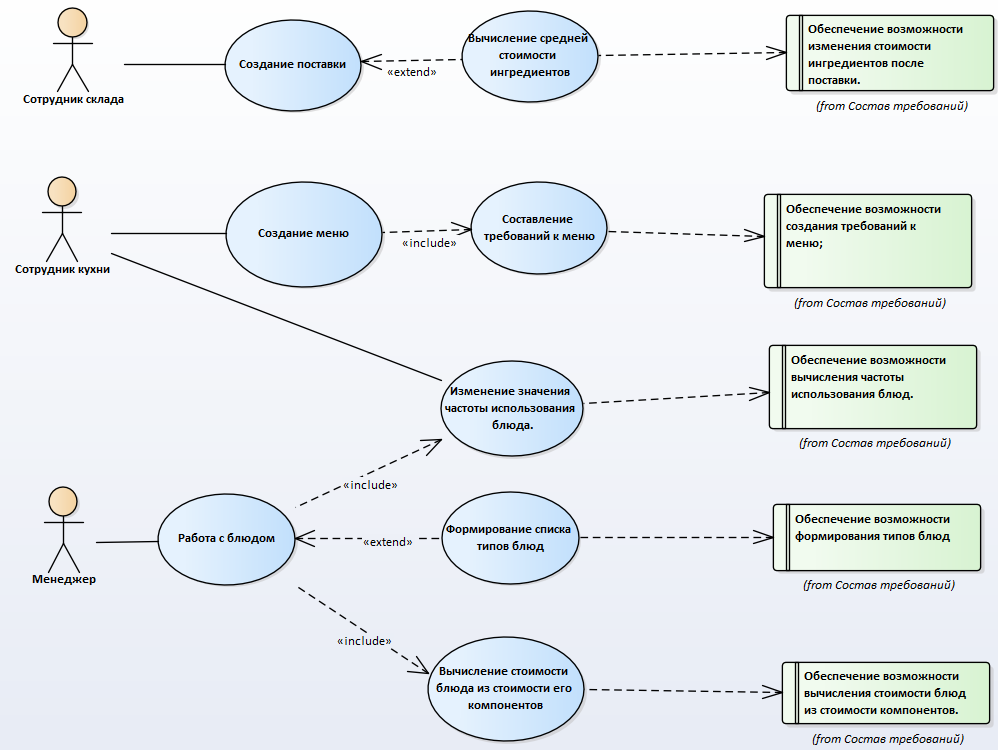 Сотрудник склада
Создание поставки
«extend»
Вычисление средней
стоимости
ингредиентов
Обеспечение возможности
изменения стоимости
ингредиентов после
поставки.
(from Состав требований)
Сотрудник кухни
Создание меню
«include»
Составление
требований к меню
Обеспечение возможности
создания требований к
меню;
(from Состав требований)
Изменение значения
частоты использования
блюда.
Обеспечение возможности
вычисления частоты
использования блюд.
(from Состав требований)
«include»
Менеджер
Работа с блюдом
«extend»
Формирование списка
типов блюд
Обеспечение возможности
формирования типов блюд
(from Состав требований)
«include»
Вычисление стоимости
блюда из стоимости его
компонентов
Обеспечение возможности
вычисления стоимости блюд
из стоимости компонентов.
(from Состав требований)